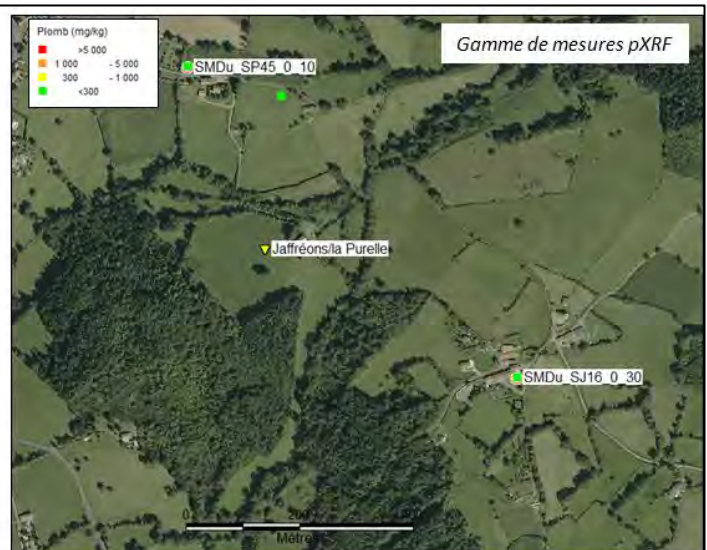 Plomb (mg/kg)
>5 000
1 000 - 5 000
300 - 1 000
<300
Gamme de mesures pXRF
SMDu_SP45_0_10
Jaffréons/la Purelle
SMDu_SJ16_0_30
0
200
Mètres